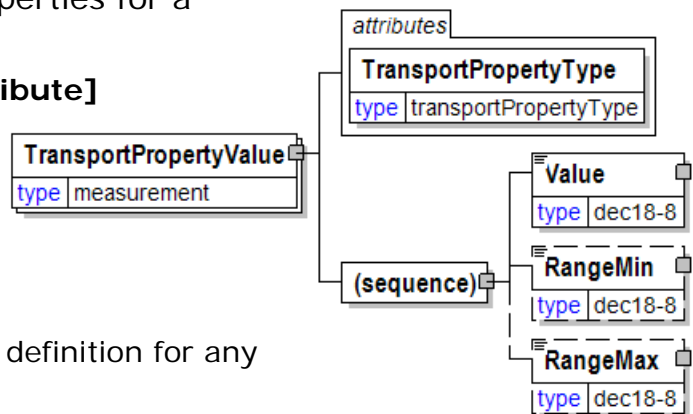 perties for a
ibute]
attributes
TransportPropertyType
type transportPropertyType
TransportPropertyValue
type measurement
Value
type dec18-8
(sequence)
RangeMin
type dec18-8
definition for any
RangeMax
type dec18-8